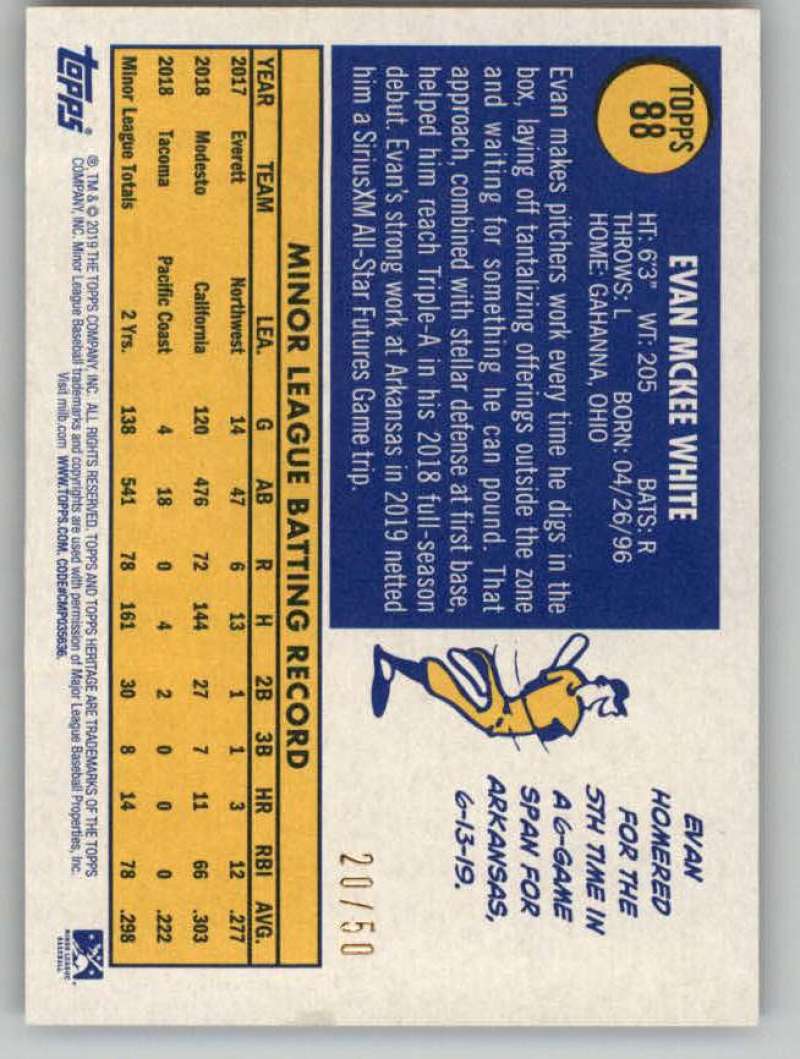 TOPPS
88
EVAN MCKEE WHITE
HT: 6'3" WT: 205 BATS: R
THROWS: L BORN: 04/26/96
HOME: GAHANNA, OHIO
Evan makes pitchers work every time he digs in the
box, laying off tantalizing offerings outside the zone
and waiting for something he can pound. That
approach, combined with stellar defense at first base,
helped him reach Triple-A in his 2018 full-season
debut. Evan's strong work at Arkansas in 2019 netted
him a SiriusXM All-Star Futures Game trip.
EVAN
HOMERED
FOR THE
5TH TIME IN
A 6-GAME
SPAN FOR
ARKANSAS,
6-13-19.
20/50
MINOR LEAGUE BATTING RECORD
YEAR TEAM LEA. G AB R H 2B 3B HR RBI AVG.
2017 Everett Northwest 14 47 6 13 1 1 3 12 .277
2018 Modesto California 120 476 72 144 27 7 11 66 .303
2018 Tacoma Pacific Coast 4 18 0 4 2 0 0 0 .222
Minor League Totals 2 Yrs. 138 541 78 161 30 8 14 78 .298
topps®
®, TM & © 2019 THE TOPPS COMPANY, INC. ALL RIGHTS RESERVED. TOPPS AND TOPPS HERITAGE ARE TRADEMARKS OF THE TOPPS
COMPANY, INC. Minor League Baseball trademarks and copyrights are used with permission of Major League Baseball Properties, Inc.
Visit milb.com WWW.TOPPS.COM. CODE#CMP035636.
MINOR LEAGUE
BASEBALL